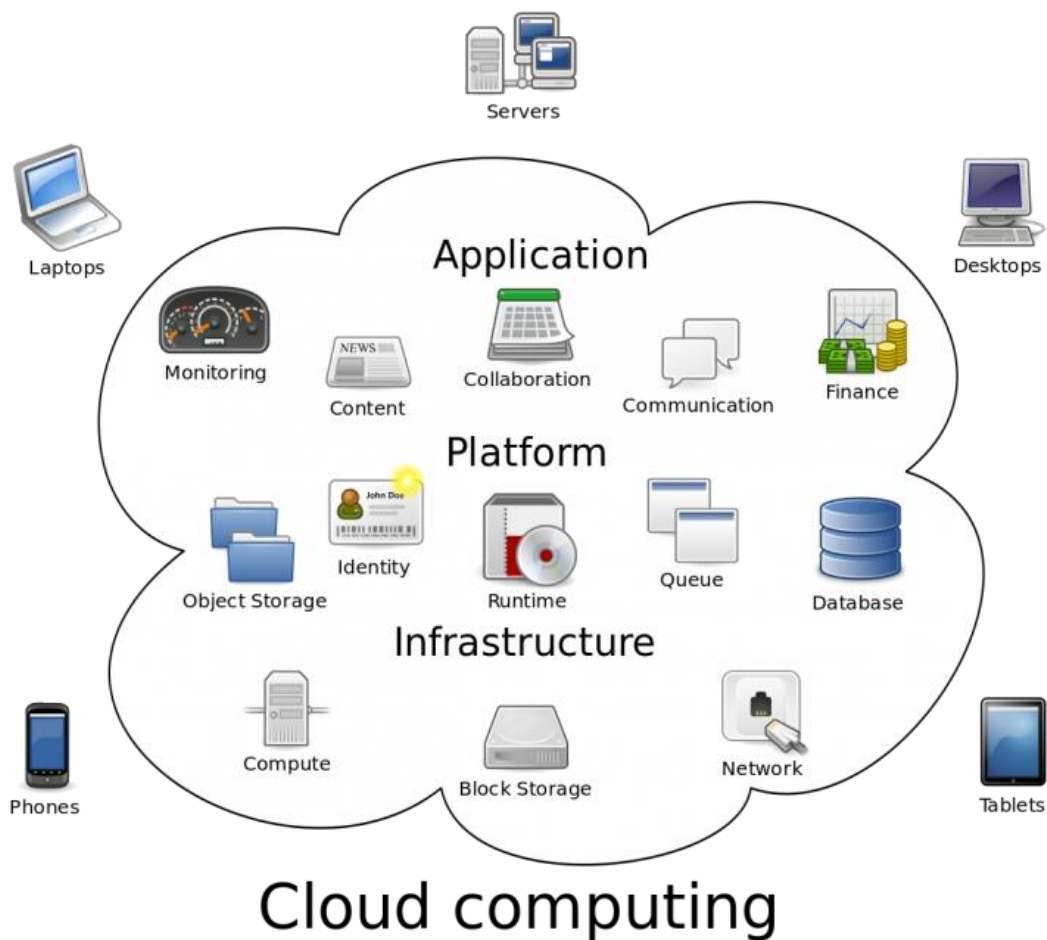 Servers
Laptops
Desktops
Application
Monitoring
NEWS
Content
Collaboration
Communication
Finance
Platform
John Doe
Object Storage
Identity
Runtime
Queue
Database
Infrastructure
Compute
Block Storage
Network
Phones
Tablets
Cloud computing